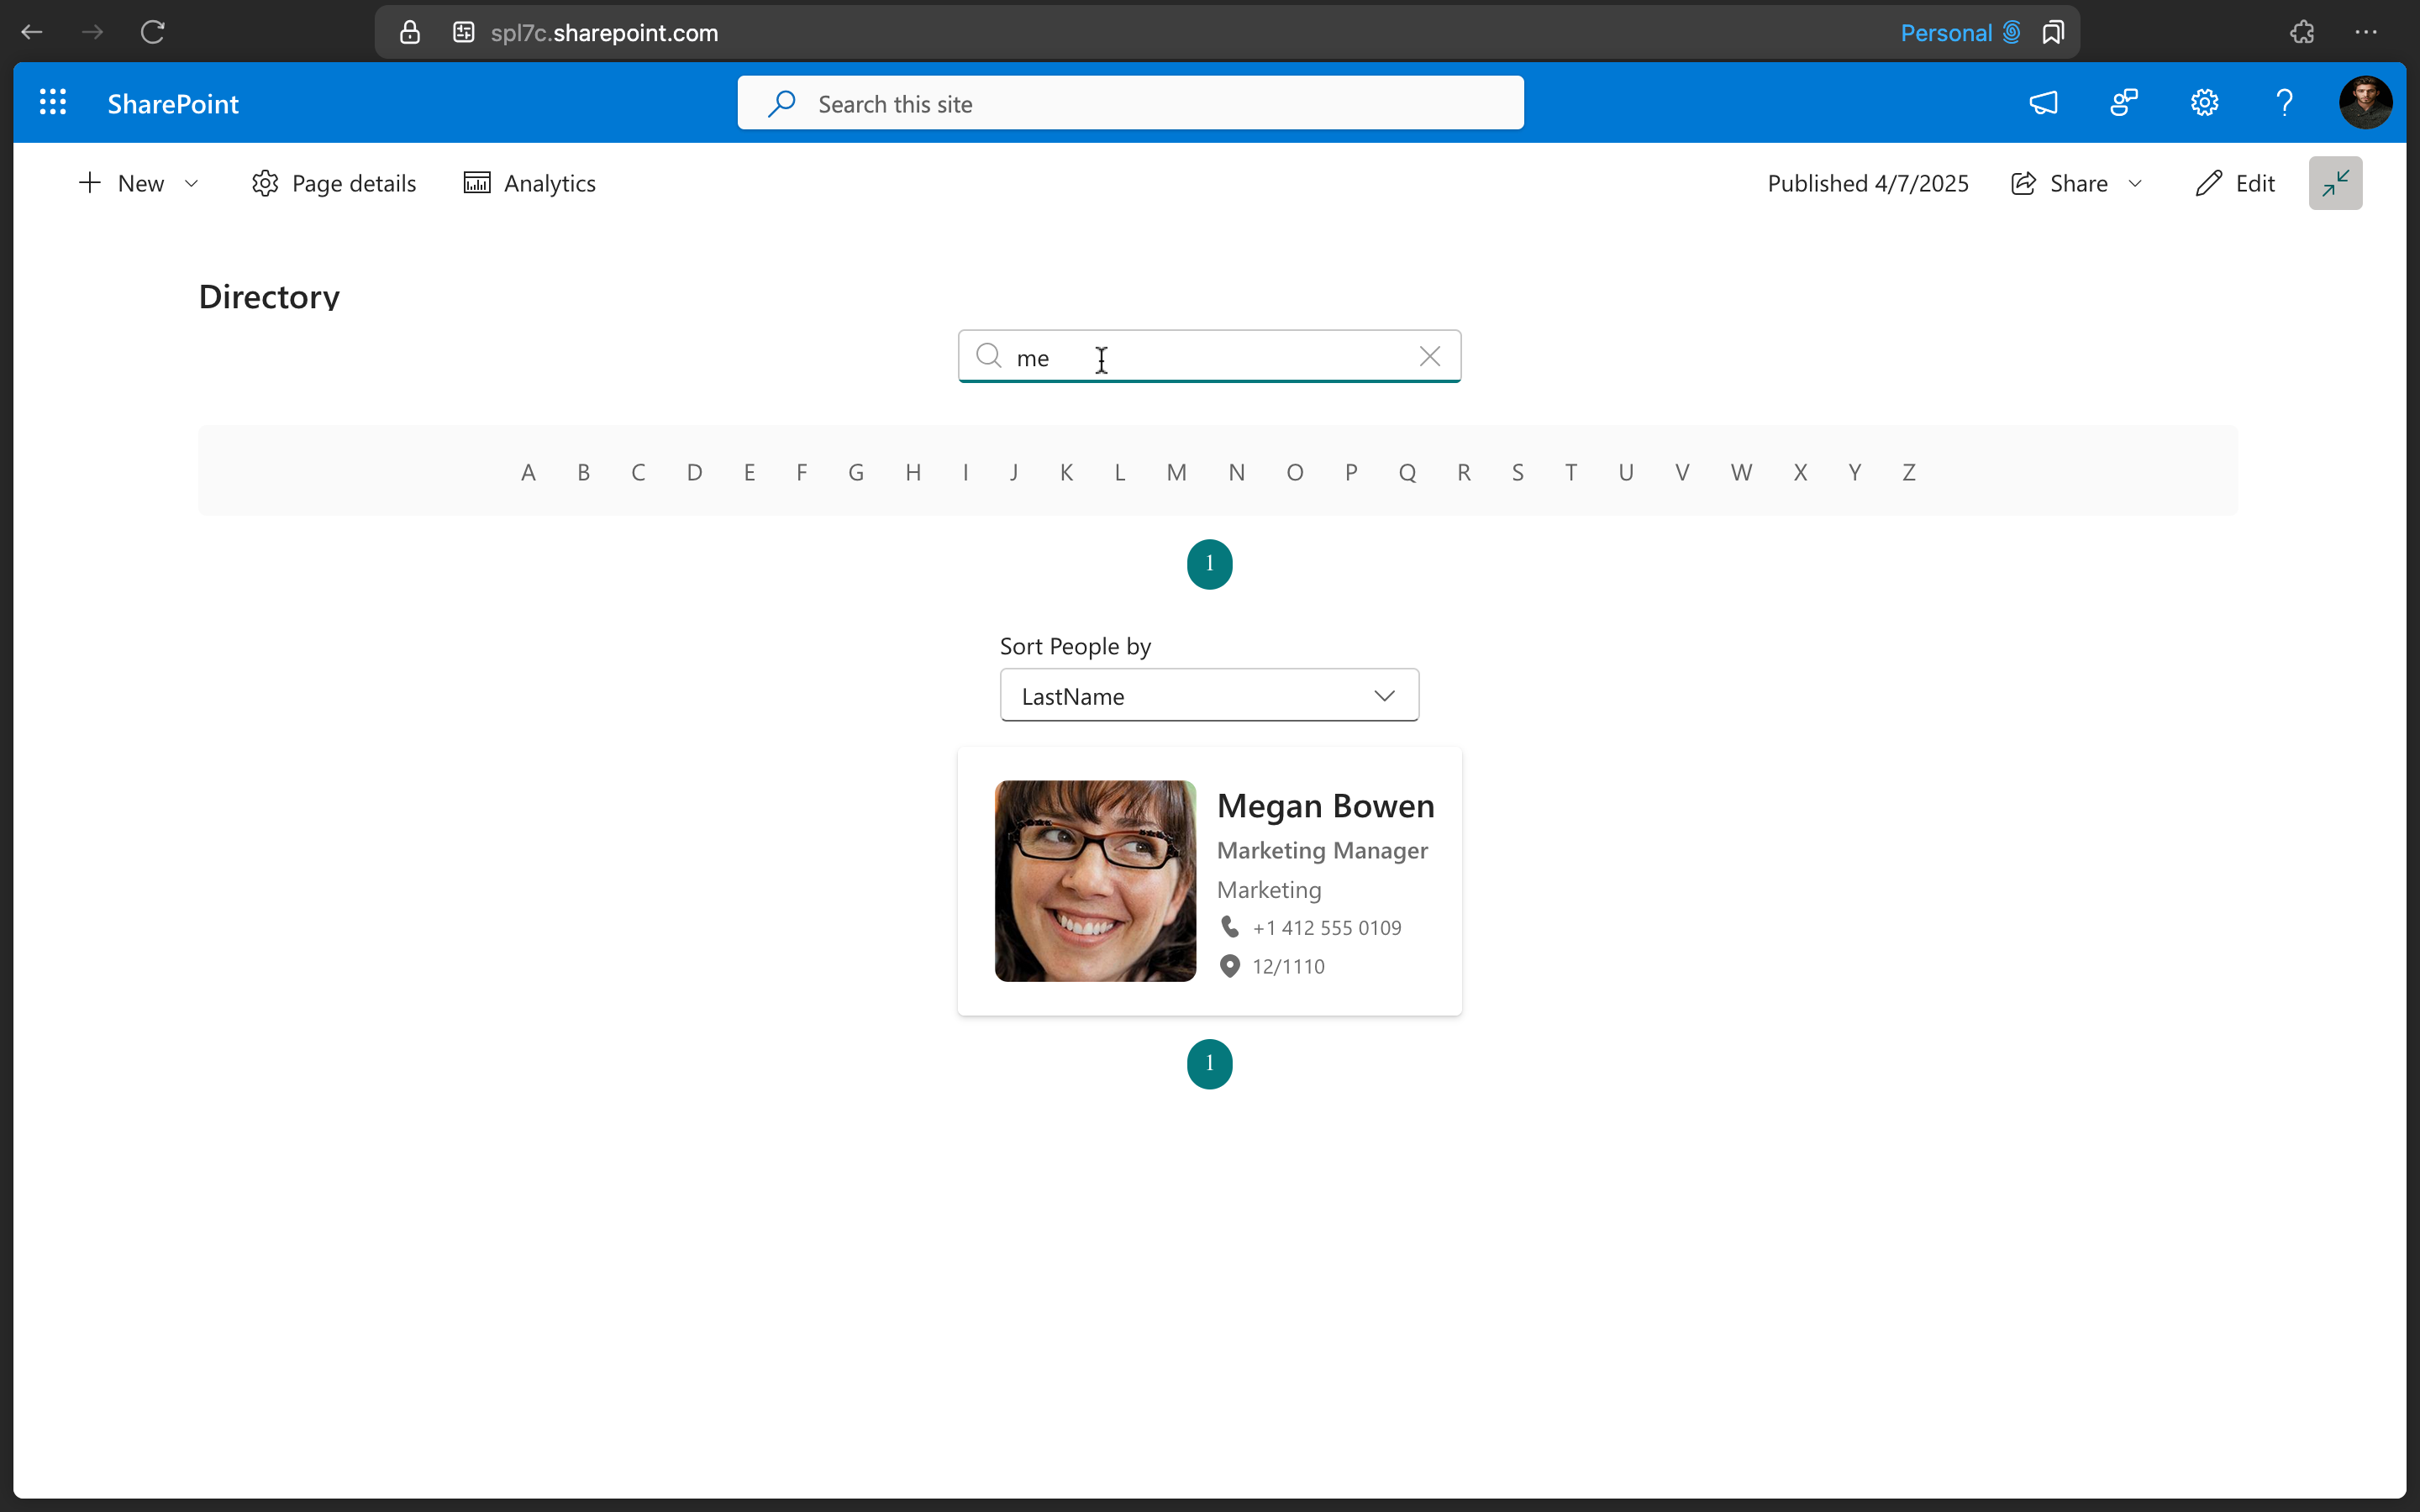 spl7c.sharepoint.com
Personal
SharePoint
Search this site
New
Page details
Analytics
Published 4/7/2025
Share
Edit
Directory
me
A B C D E F G H I J K L M N O P Q R S T U V W X Y Z
1
Sort People by
LastName
Megan Bowen
Marketing Manager
Marketing
+1 412 555 0109
12/1110
1